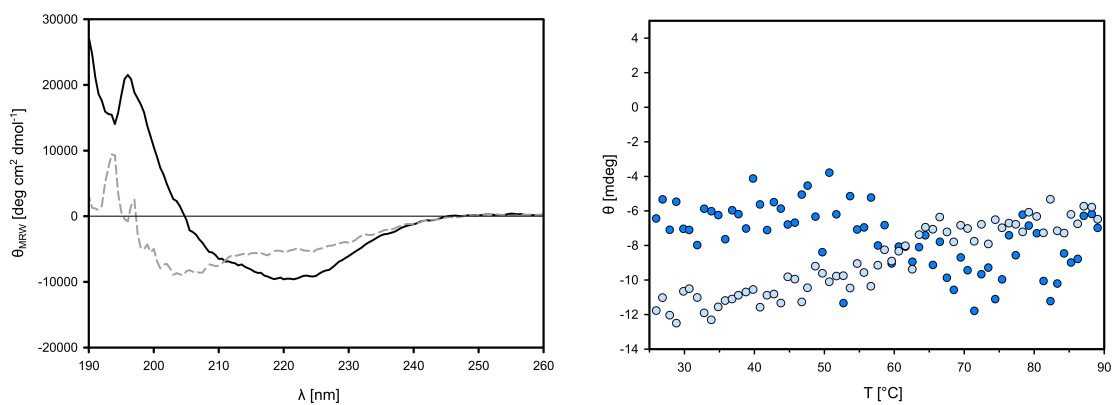 30000
20000
10000
0
-10000
-20000
θMRW [deg cm² dmol⁻¹]
190 200 210 220 230 240 250 260
λ [nm]
4
2
0
-2
-4
-6
-8
-10
-12
-14
θ [mdeg]
30 40 50 60 70 80 90
T [°C]